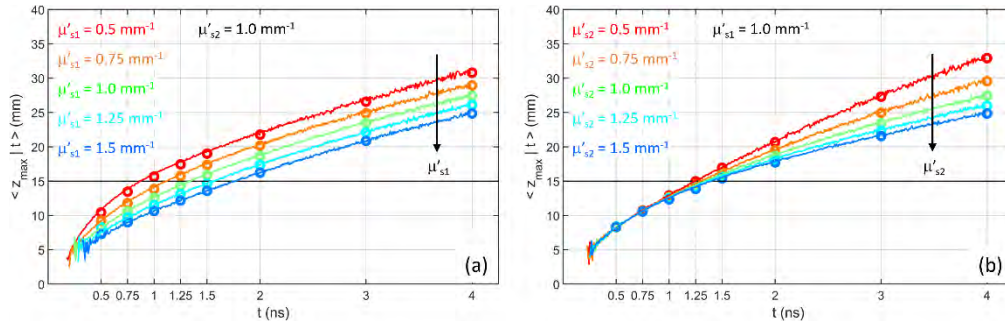 40
35
30
25
20
15
10
5
0
< z_max | t > (mm)
μ's1 = 0.5 mm⁻¹
μ's1 = 0.75 mm⁻¹
μ's1 = 1.0 mm⁻¹
μ's1 = 1.25 mm⁻¹
μ's1 = 1.5 mm⁻¹
μ's2 = 1.0 mm⁻¹
μ's1
(a)
0.5 0.75 1 1.25 1.5 2 3 4
t (ns)
40
35
30
25
20
15
10
5
0
< z_max | t > (mm)
μ's2 = 0.5 mm⁻¹
μ's2 = 0.75 mm⁻¹
μ's2 = 1.0 mm⁻¹
μ's2 = 1.25 mm⁻¹
μ's2 = 1.5 mm⁻¹
μ's1 = 1.0 mm⁻¹
μ's2
(b)
0.5 0.75 1 1.25 1.5 2 3 4
t (ns)